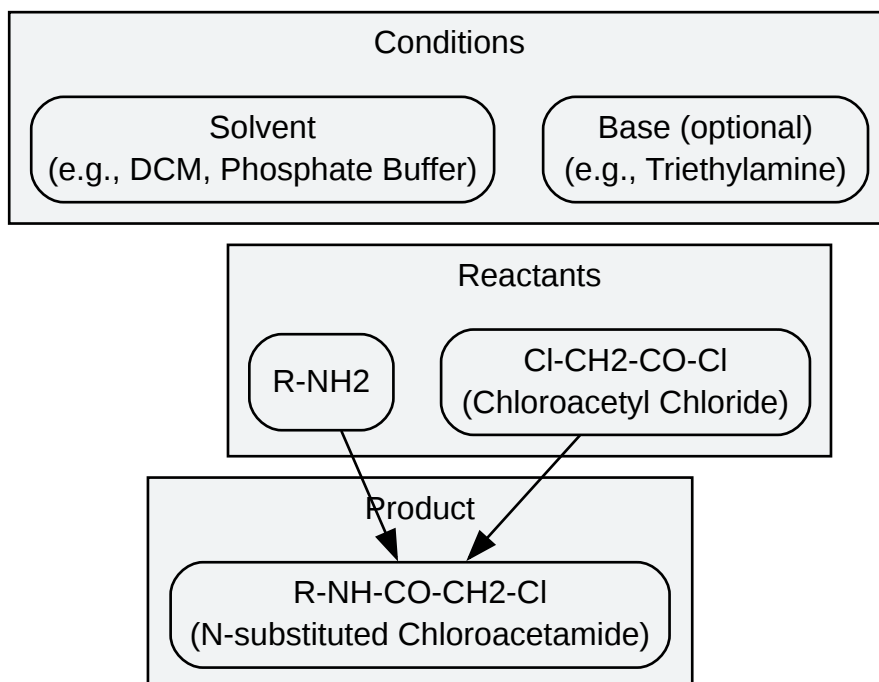 Conditions
Solvent
(e.g., DCM, Phosphate Buffer)
Base (optional)
(e.g., Triethylamine)
Reactants
R-NH2
Cl-CH2-CO-Cl
(Chloroacetyl Chloride)
Product
R-NH-CO-CH2-Cl
(N-substituted Chloroacetamide)